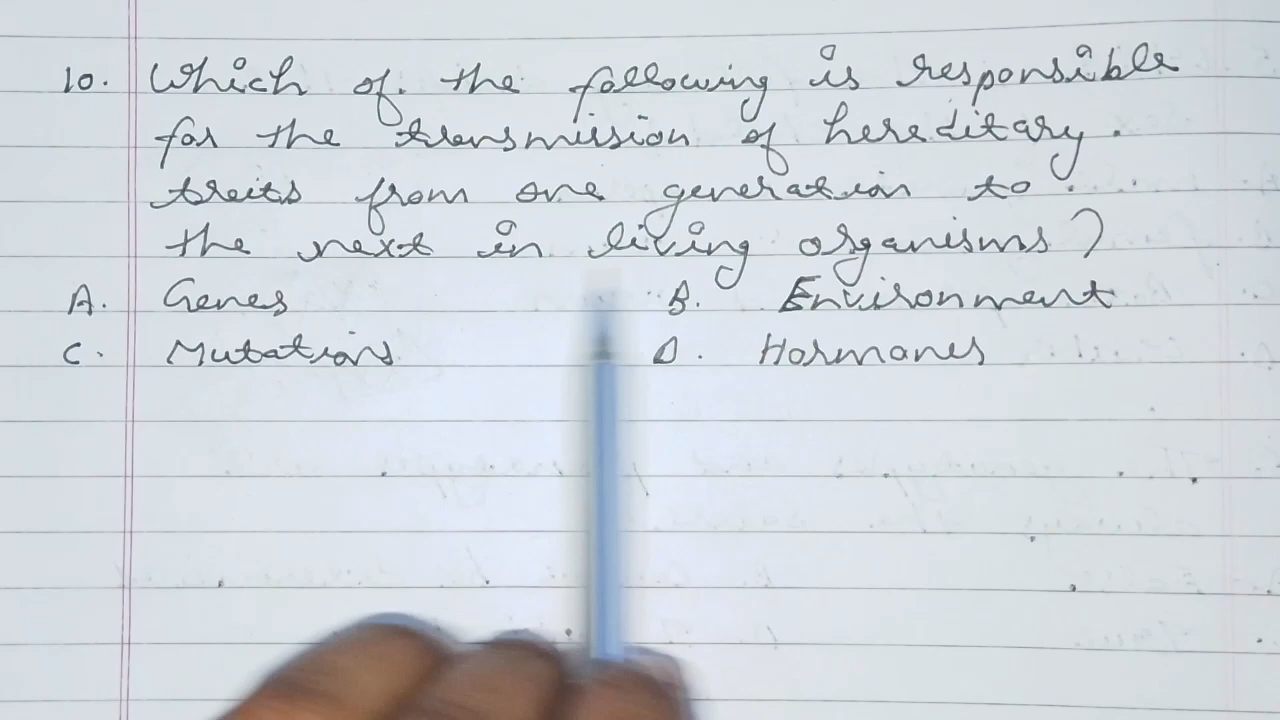 10. Which of the following is responsible
for the transmission of hereditary
traits from one generation to
the next in living organisms?
A. Genes B. Environment
C. Mutations D. Hormones